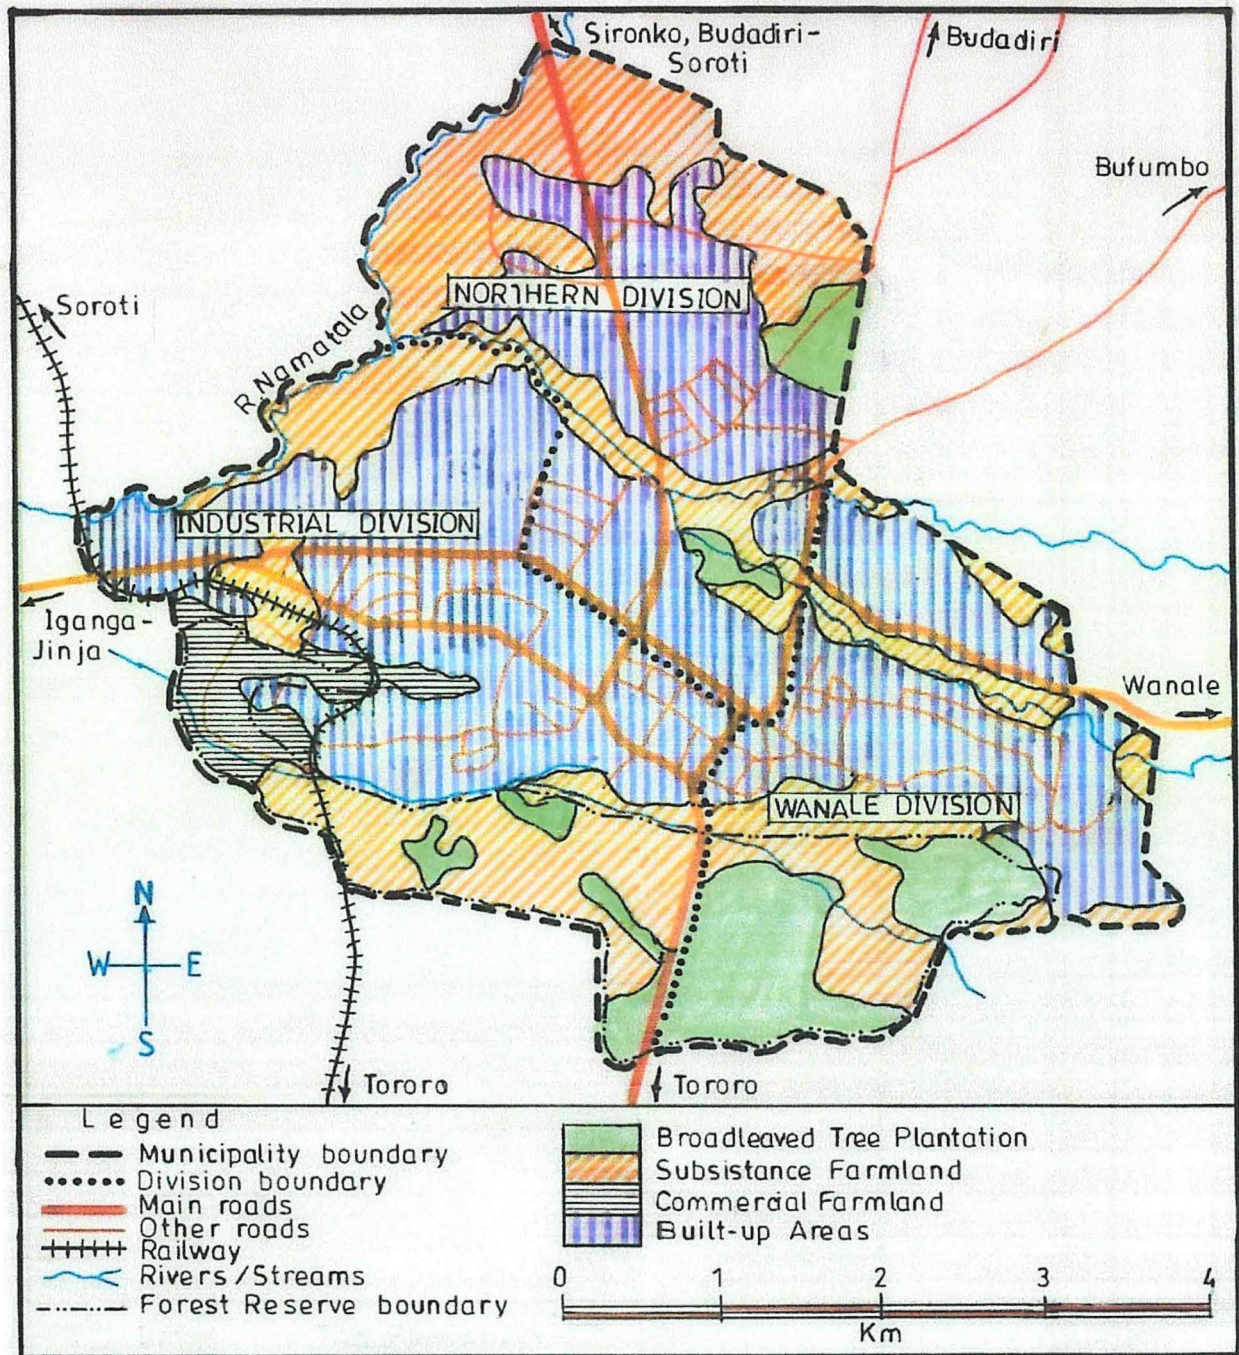 Sironko, Budadiri-
Soroti
Budadiri
Bufumbo
Soroti
R. Namatala
NORTHERN DIVISION
INDUSTRIAL DIVISION
Iganga-
Jinja
Wanale
WANALE DIVISION
N
W E
S
Tororo
Tororo
Legend
Municipality boundary
Division boundary
Main roads
Other roads
Railway
Rivers/Streams
Forest Reserve boundary
Broadleaved Tree Plantation
Subsistance Farmland
Commercial Farmland
Built-up Areas
0 1 2 3 4
Km